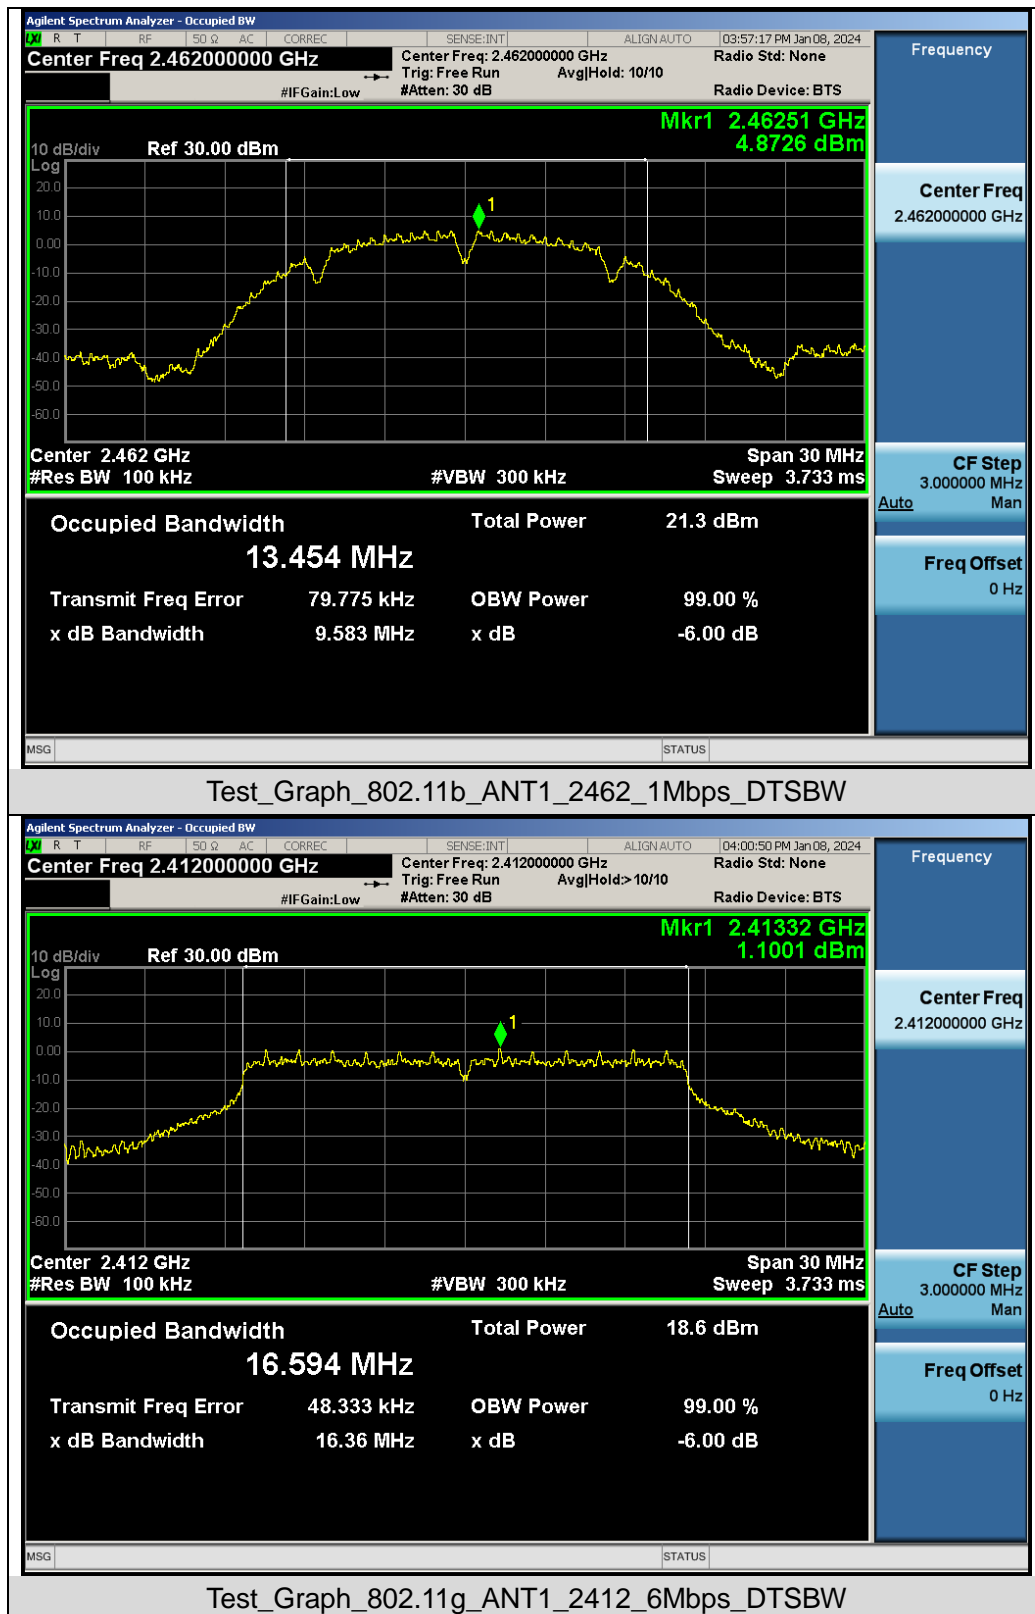 Agilent Spectrum Analyzer - Occupied BW
LXI R T RF 50 Ω AC CORREC SENSE:INT ALIGN AUTO 03:57:17 PM Jan 08, 2024
Center Freq 2.462000000 GHz
Center Freq: 2.462000000 GHz
Radio Std: None
Trig: Free Run Avg|Hold: 10/10
#IFGain:Low #Atten: 30 dB Radio Device: BTS
Frequency
Mkr1 2.46251 GHz
4.8726 dBm
10 dB/div Ref 30.00 dBm
Log
20.0
10.0
0.00
-10.0
-20.0
-30.0
-40.0
-50.0
-60.0
1
Center 2.462 GHz Span 30 MHz
#Res BW 100 kHz #VBW 300 kHz Sweep 3.733 ms
Center Freq
2.462000000 GHz
CF Step
3.000000 MHz
Auto Man
Freq Offset
0 Hz
Occupied Bandwidth Total Power 21.3 dBm
13.454 MHz
Transmit Freq Error 79.775 kHz OBW Power 99.00 %
x dB Bandwidth 9.583 MHz x dB -6.00 dB
MSG STATUS
Test_Graph_802.11b_ANT1_2462_1Mbps_DTSBW
Agilent Spectrum Analyzer - Occupied BW
LXI R T RF 50 Ω AC CORREC SENSE:INT ALIGN AUTO 04:00:50 PM Jan 08, 2024
Center Freq 2.412000000 GHz
Center Freq: 2.412000000 GHz
Radio Std: None
Trig: Free Run Avg|Hold:>10/10
#IFGain:Low #Atten: 30 dB Radio Device: BTS
Frequency
Mkr1 2.41332 GHz
1.1001 dBm
10 dB/div Ref 30.00 dBm
Log
20.0
10.0
0.00
-10.0
-20.0
-30.0
-40.0
-50.0
-60.0
1
Center 2.412 GHz Span 30 MHz
#Res BW 100 kHz #VBW 300 kHz Sweep 3.733 ms
Center Freq
2.412000000 GHz
CF Step
3.000000 MHz
Auto Man
Freq Offset
0 Hz
Occupied Bandwidth Total Power 18.6 dBm
16.594 MHz
Transmit Freq Error 48.333 kHz OBW Power 99.00 %
x dB Bandwidth 16.36 MHz x dB -6.00 dB
MSG STATUS
Test_Graph_802.11g_ANT1_2412_6Mbps_DTSBW